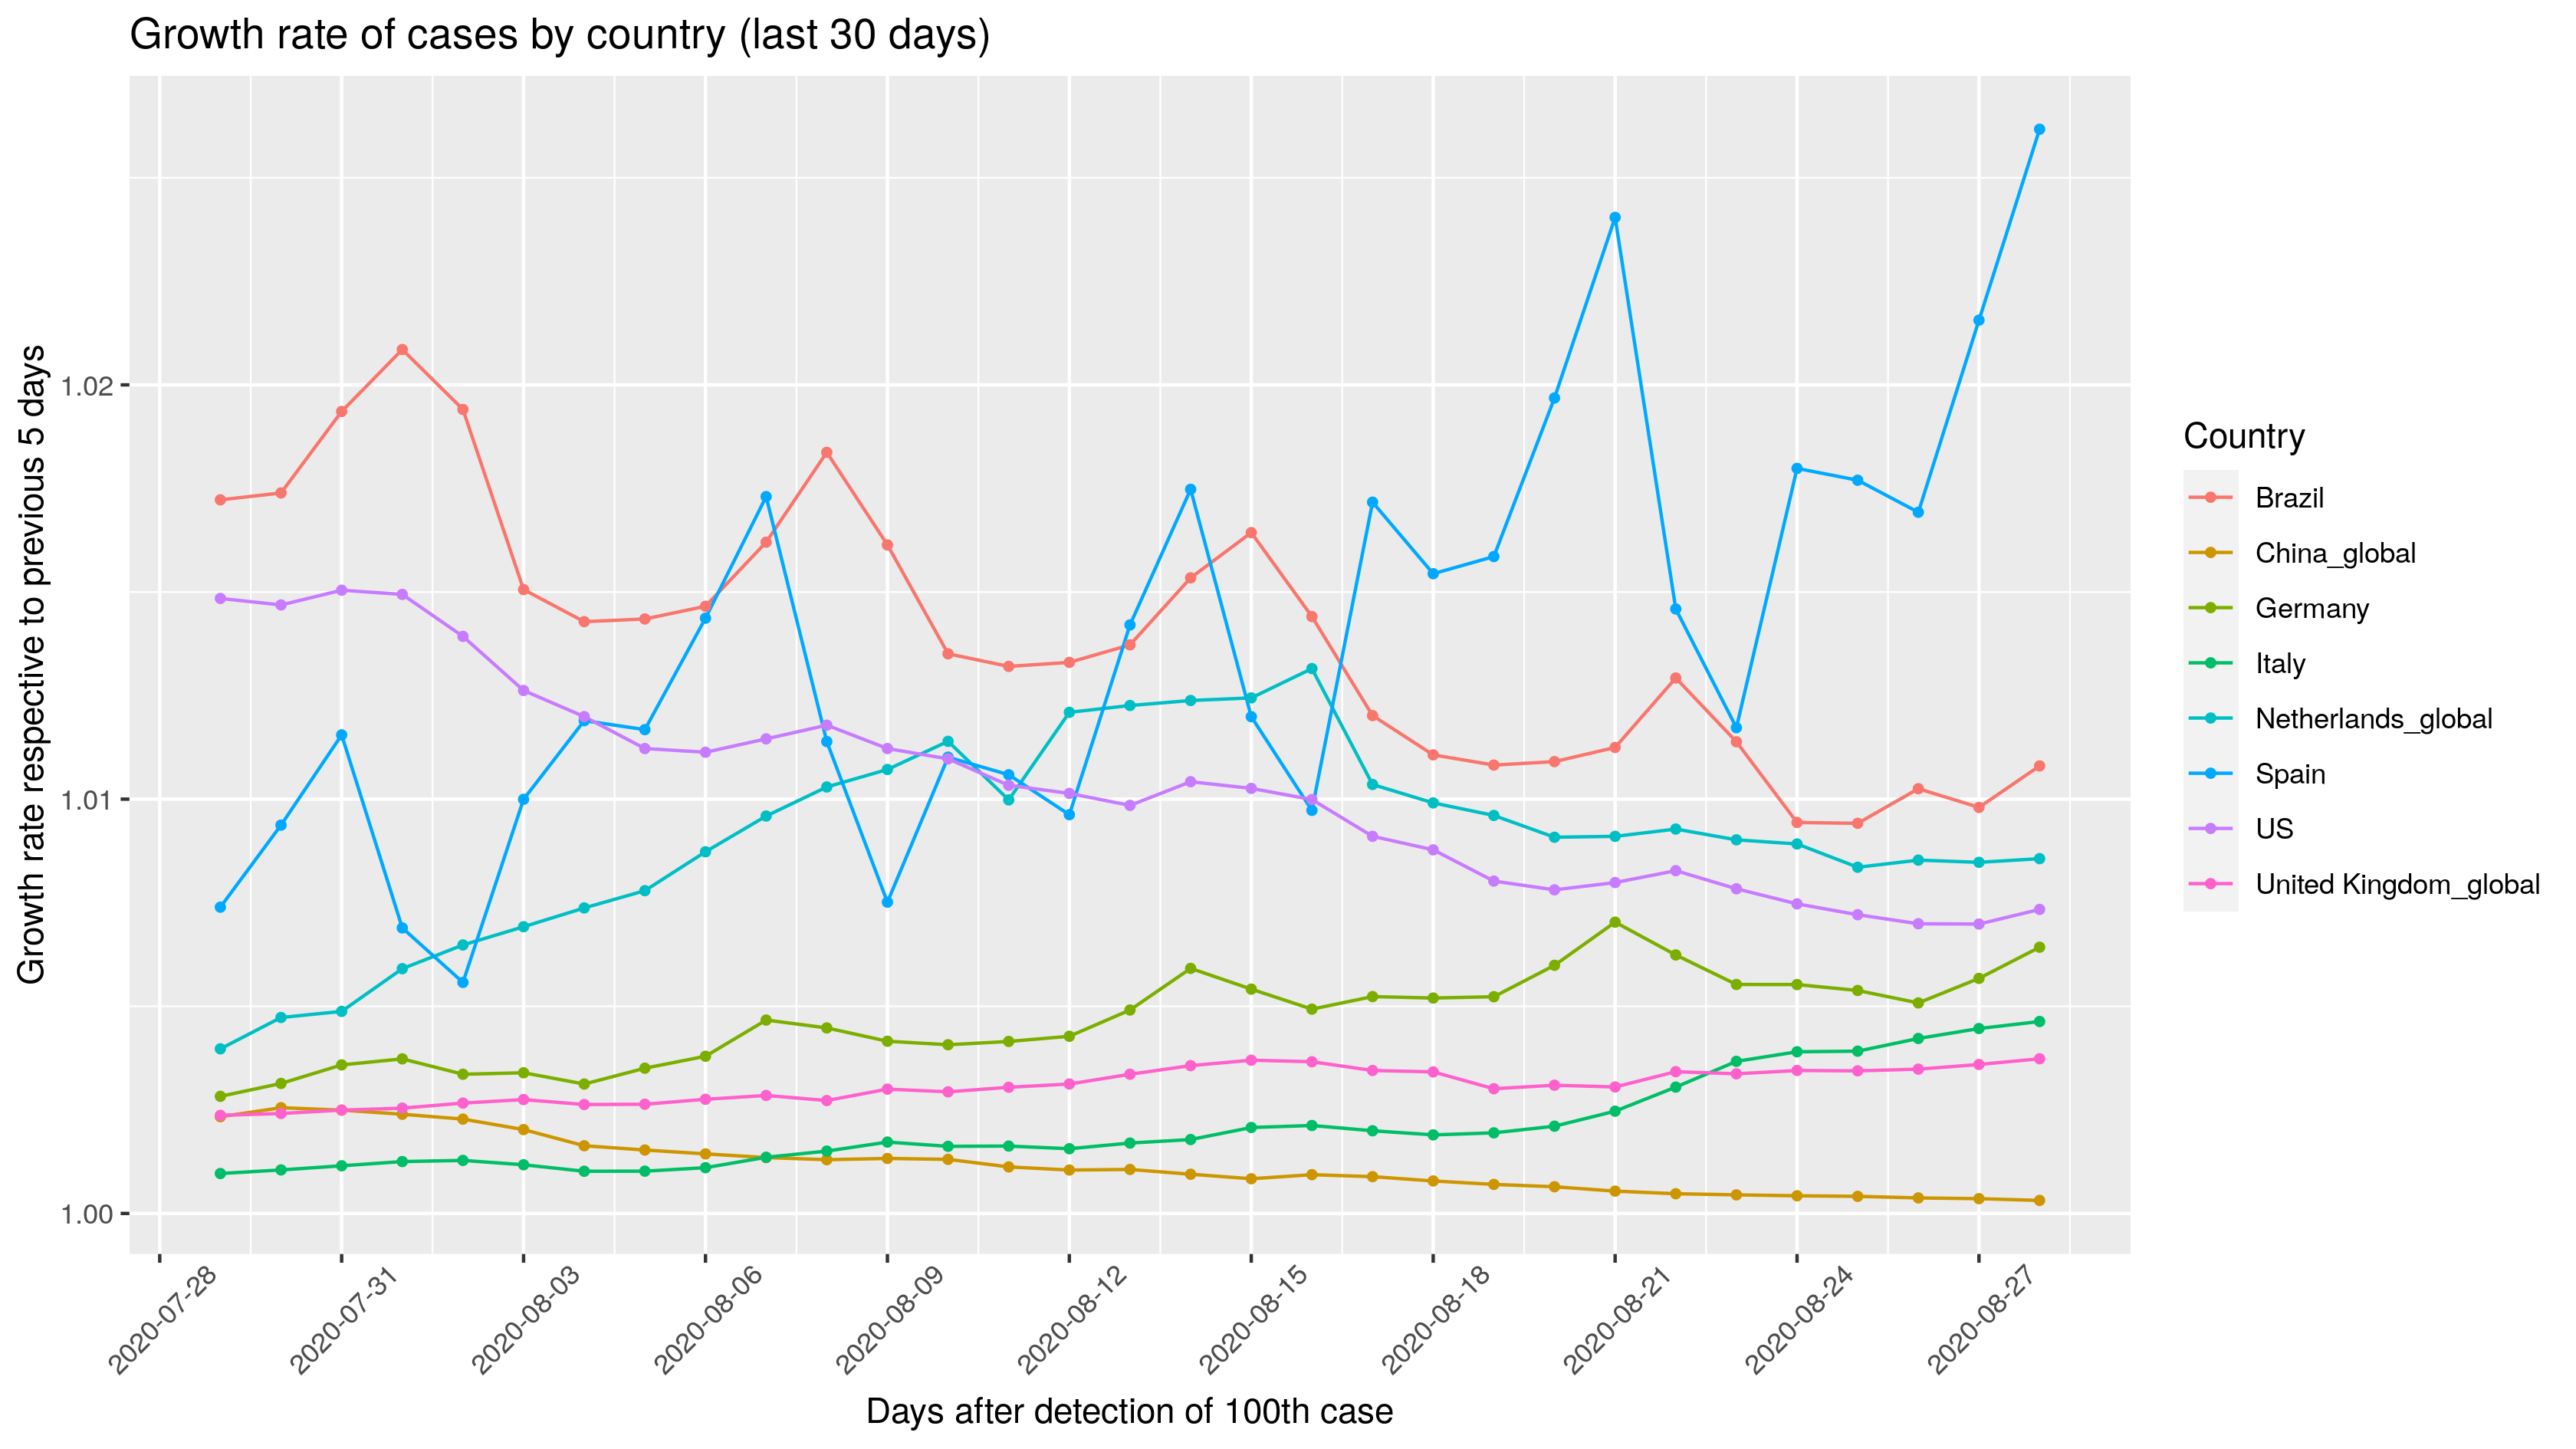 Growth rate of cases by country (last 30 days)
Growth rate respective to previous 5 days
1.02
1.01
1.00
2020-07-28
2020-07-31
2020-08-03
2020-08-06
2020-08-09
2020-08-12
2020-08-15
2020-08-18
2020-08-21
2020-08-24
2020-08-27
Days after detection of 100th case
Country
Brazil
China_global
Germany
Italy
Netherlands_global
Spain
US
United Kingdom_global